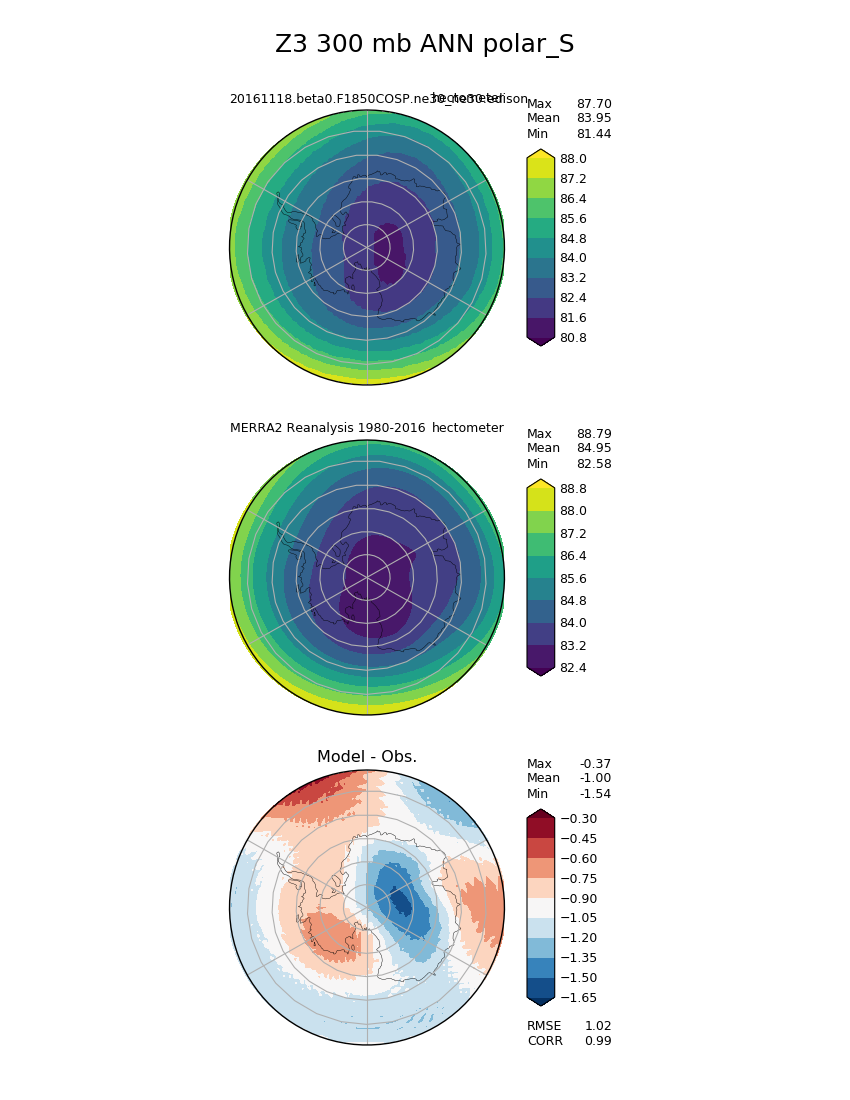 Z3 300 mb ANN polar_S
20161118.beta0.F1850COSP.ne30_ne30.edison
hectometer
Max 87.70
Mean 83.95
Min 81.44
88.0
87.2
86.4
85.6
84.8
84.0
83.2
82.4
81.6
80.8
MERRA2 Reanalysis 1980-2016 hectometer
Max 88.79
Mean 84.95
Min 82.58
88.8
88.0
87.2
86.4
85.6
84.8
84.0
83.2
82.4
Model - Obs.
Max -0.37
Mean -1.00
Min -1.54
−0.30
−0.45
−0.60
−0.75
−0.90
−1.05
−1.20
−1.35
−1.50
−1.65
RMSE 1.02
CORR 0.99